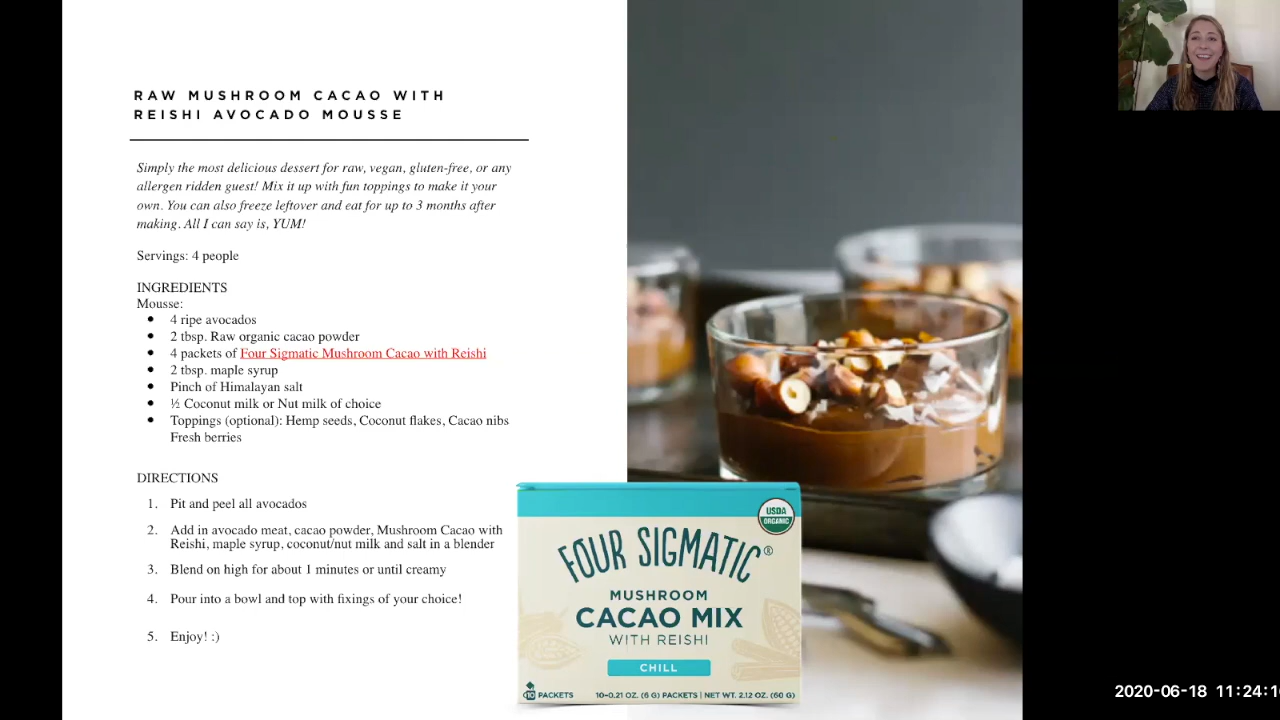 RAW MUSHROOM CACAO WITH
REISHI AVOCADO MOUSSE
Simply the most delicious dessert for raw, vegan, gluten-free, or any
allergen ridden guest! Mix it up with fun toppings to make it your
own. You can also freeze leftover and eat for up to 3 months after
making. All I can say is, YUM!
Servings: 4 people
INGREDIENTS
Mousse:
• 4 ripe avocados
• 2 tbsp. Raw organic cacao powder
• 4 packets of Four Sigmatic Mushroom Cacao with Reishi
• 2 tbsp. maple syrup
• Pinch of Himalayan salt
• ½ Coconut milk or Nut milk of choice
• Toppings (optional): Hemp seeds, Coconut flakes, Cacao nibs
Fresh berries
DIRECTIONS
1. Pit and peel all avocados
2. Add in avocado meat, cacao powder, Mushroom Cacao with
Reishi, maple syrup, coconut/nut milk and salt in a blender
3. Blend on high for about 1 minutes or until creamy
4. Pour into a bowl and top with fixings of your choice!
5. Enjoy! :)
USDA
ORGANIC
FOUR SIGMATIC®
MUSHROOM
CACAO MIX
WITH REISHI
CHILL
10 PACKETS
10-0.21 OZ. (6 G) PACKETS | NET WT. 2.12 OZ. (60 G)
2020-06-18 11:24:1